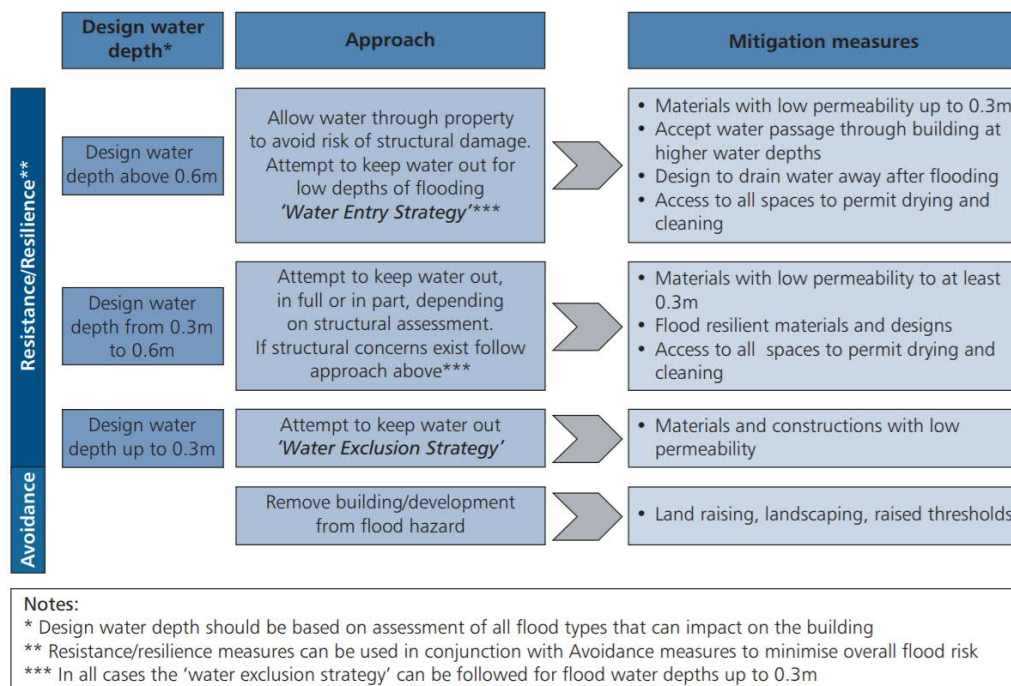 Design water
depth*
Approach
Mitigation measures
Resistance/Resilience**
Design water
depth above 0.6m
Allow water through property
to avoid risk of structural damage.
Attempt to keep water out for
low depths of flooding
'Water Entry Strategy'***
• Materials with low permeability up to 0.3m
• Accept water passage through building at
higher water depths
• Design to drain water away after flooding
• Access to all spaces to permit drying and
cleaning
Design water
depth from 0.3m
to 0.6m
Attempt to keep water out,
in full or in part, depending
on structural assessment.
If structural concerns exist follow
approach above***
• Materials with low permeability to at least
0.3m
• Flood resilient materials and designs
• Access to all spaces to permit drying and
cleaning
Design water
depth up to 0.3m
Attempt to keep water out
'Water Exclusion Strategy'
• Materials and constructions with low
permeability
Avoidance
Remove building/development
from flood hazard
• Land raising, landscaping, raised thresholds
Notes:
* Design water depth should be based on assessment of all flood types that can impact on the building
** Resistance/resilience measures can be used in conjunction with Avoidance measures to minimise overall flood risk
*** In all cases the 'water exclusion strategy' can be followed for flood water depths up to 0.3m